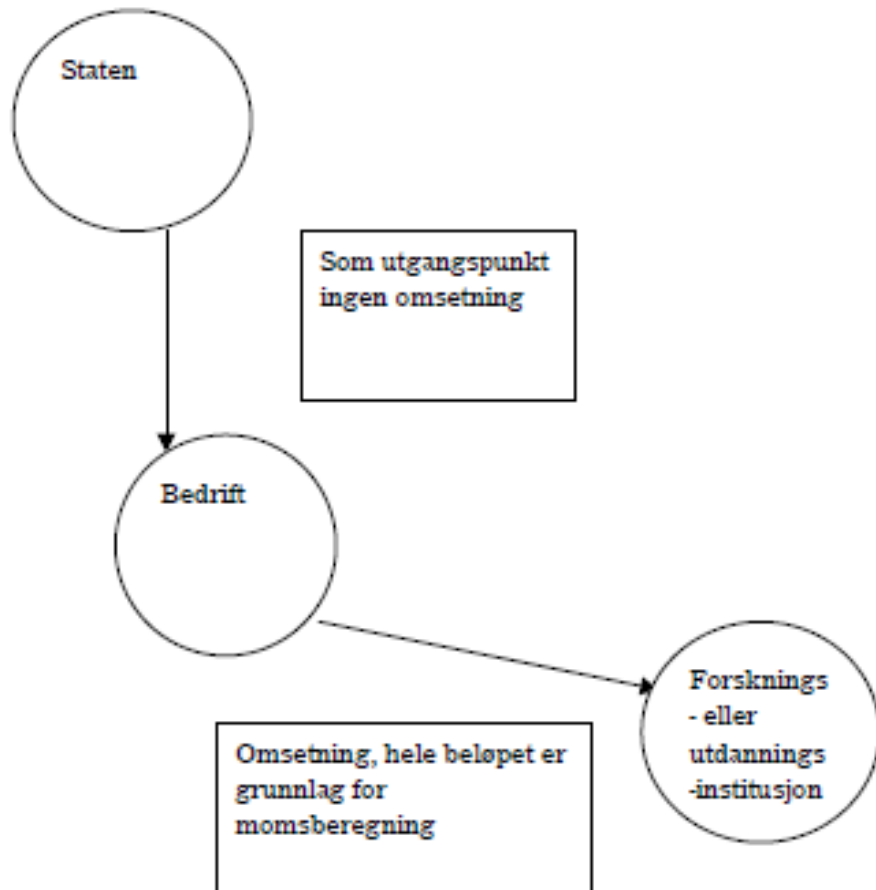 Staten
Som utgangspunkt
ingen omsetning
Bedrift
Forsknings
- eller
utdannings
-institusjon
Omsetning, hele beløpet er
grunnlag for
momsberegning